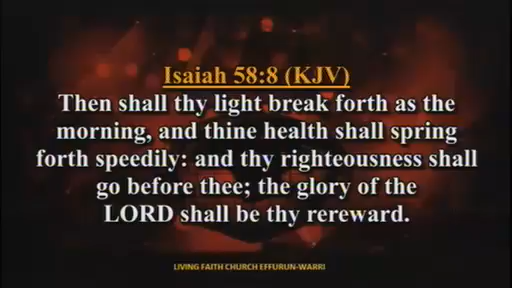 Isaiah 58:8 (KJV)
Then shall thy light break forth as the
morning, and thine health shall spring
forth speedily: and thy righteousness shall
go before thee; the glory of the
LORD shall be thy rereward.
LIVING FAITH CHURCH EFFURUN-WARRI